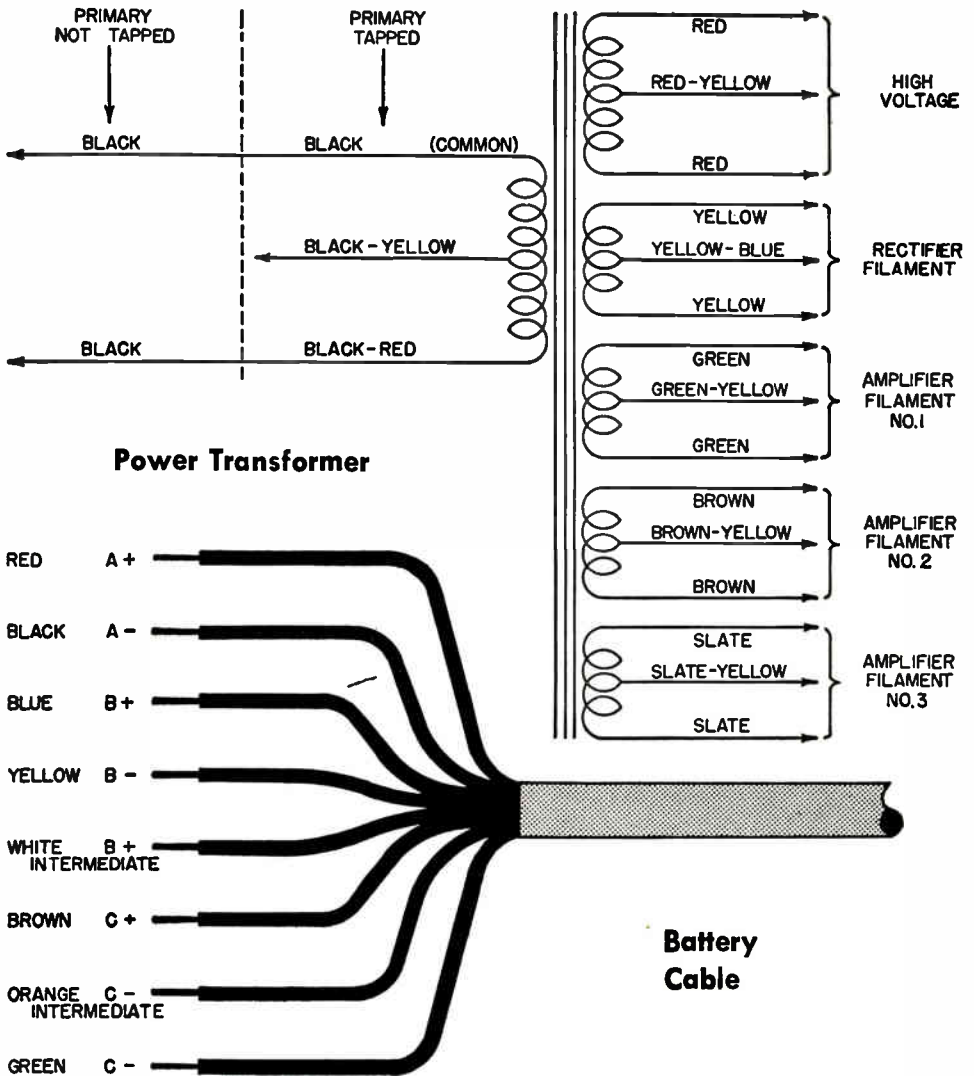 PRIMARY
NOT TAPPED
PRIMARY
TAPPED
BLACK
BLACK (COMMON)
BLACK-YELLOW
BLACK
BLACK-RED
RED
RED-YELLOW
RED
HIGH
VOLTAGE
YELLOW
YELLOW-BLUE
YELLOW
RECTIFIER
FILAMENT
GREEN
GREEN-YELLOW
GREEN
AMPLIFIER
FILAMENT
NO.1
BROWN
BROWN-YELLOW
BROWN
AMPLIFIER
FILAMENT
NO.2
SLATE
SLATE-YELLOW
SLATE
AMPLIFIER
FILAMENT
NO.3
Power Transformer
RED A+
BLACK A-
BLUE B+
YELLOW B-
WHITE B+
INTERMEDIATE
BROWN C+
ORANGE C-
INTERMEDIATE
GREEN C-
Battery
Cable